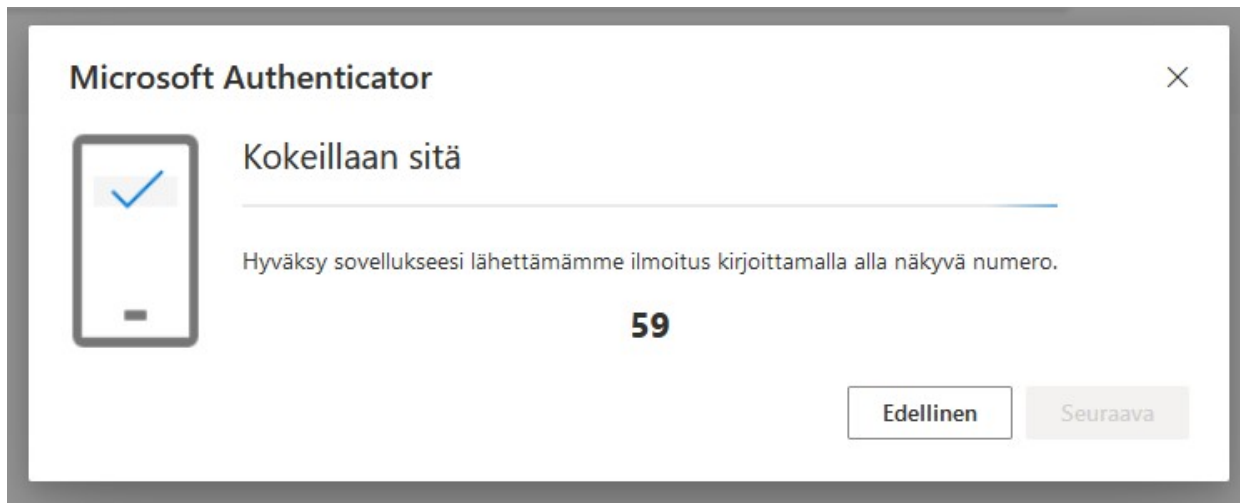 Microsoft Authenticator
Kokeillaan sitä
Hyväksy sovellukseesi lähettämämme ilmoitus kirjoittamalla alla näkyvä numero.
59
Edellinen
Seuraava